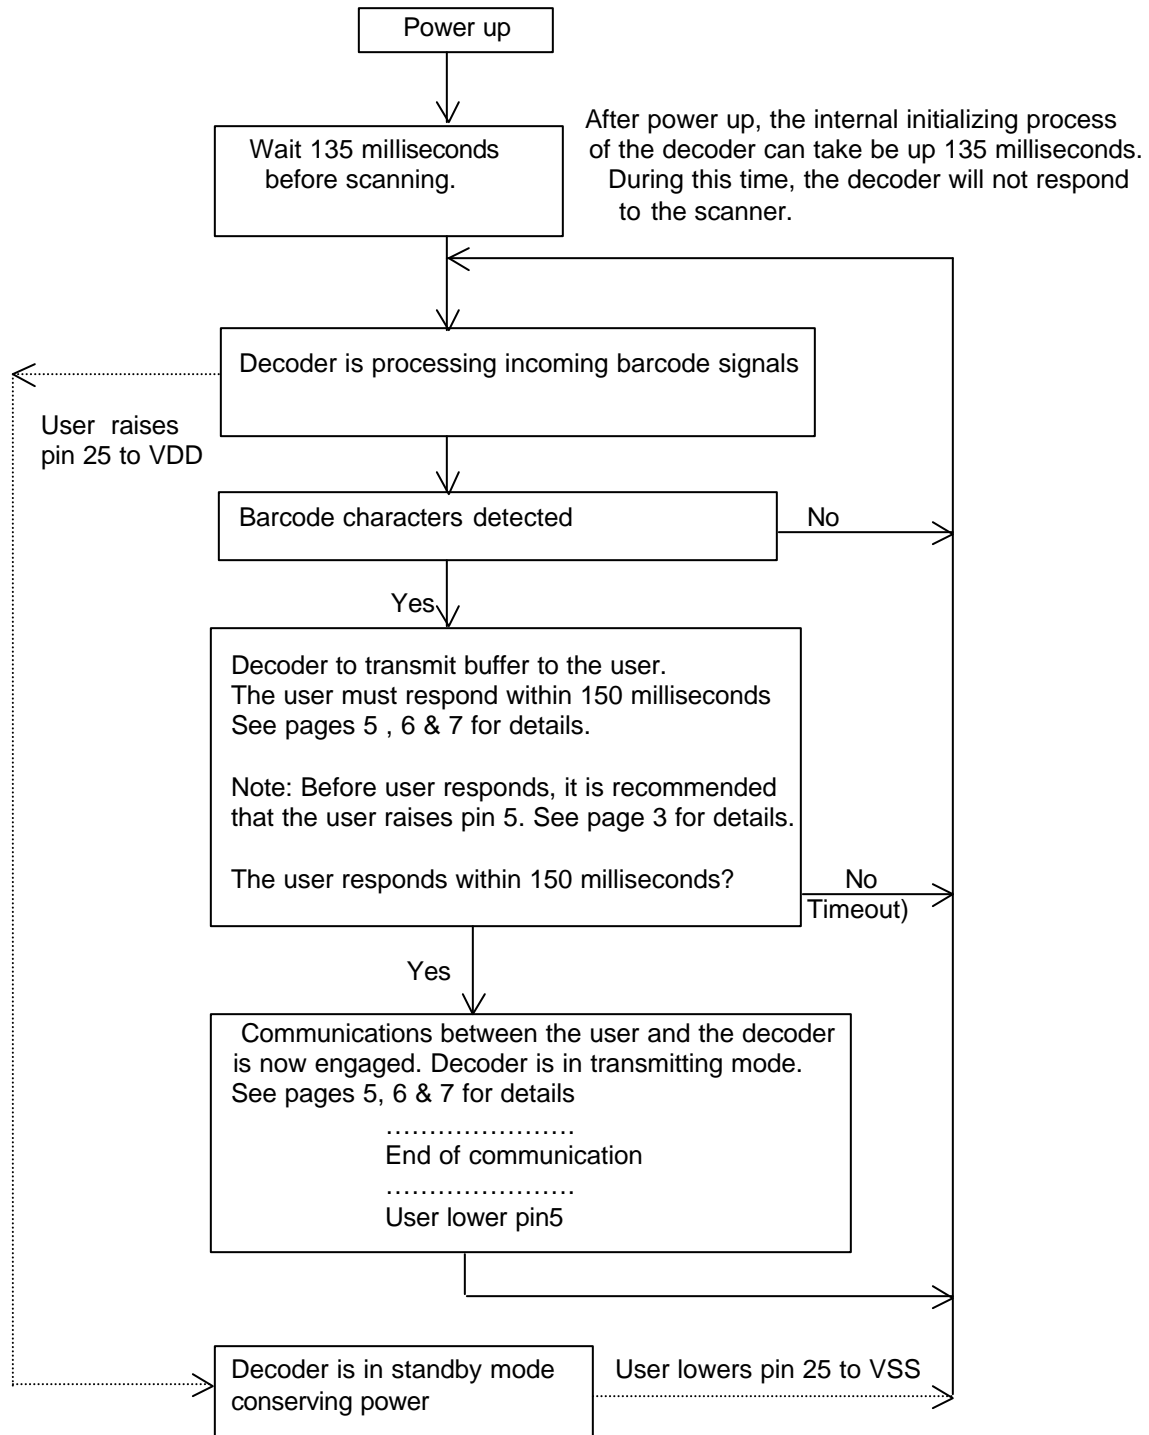 Power up
Wait 135 milliseconds
before scanning.
After power up, the internal initializing process
of the decoder can take be up 135 milliseconds.
During this time, the decoder will not respond
to the scanner.
Decoder is processing incoming barcode signals
User raises
pin 25 to VDD
Barcode characters detected
No
Yes
Decoder to transmit buffer to the user.
The user must respond within 150 milliseconds
See pages 5 , 6 & 7 for details.
Note: Before user responds, it is recommended
that the user raises pin 5. See page 3 for details.
The user responds within 150 milliseconds?
No
Timeout)
Yes
Communications between the user and the decoder
is now engaged. Decoder is in transmitting mode.
See pages 5, 6 & 7 for details
………………….
End of communication
………………….
User lower pin5
Decoder is in standby mode
conserving power
User lowers pin 25 to VSS